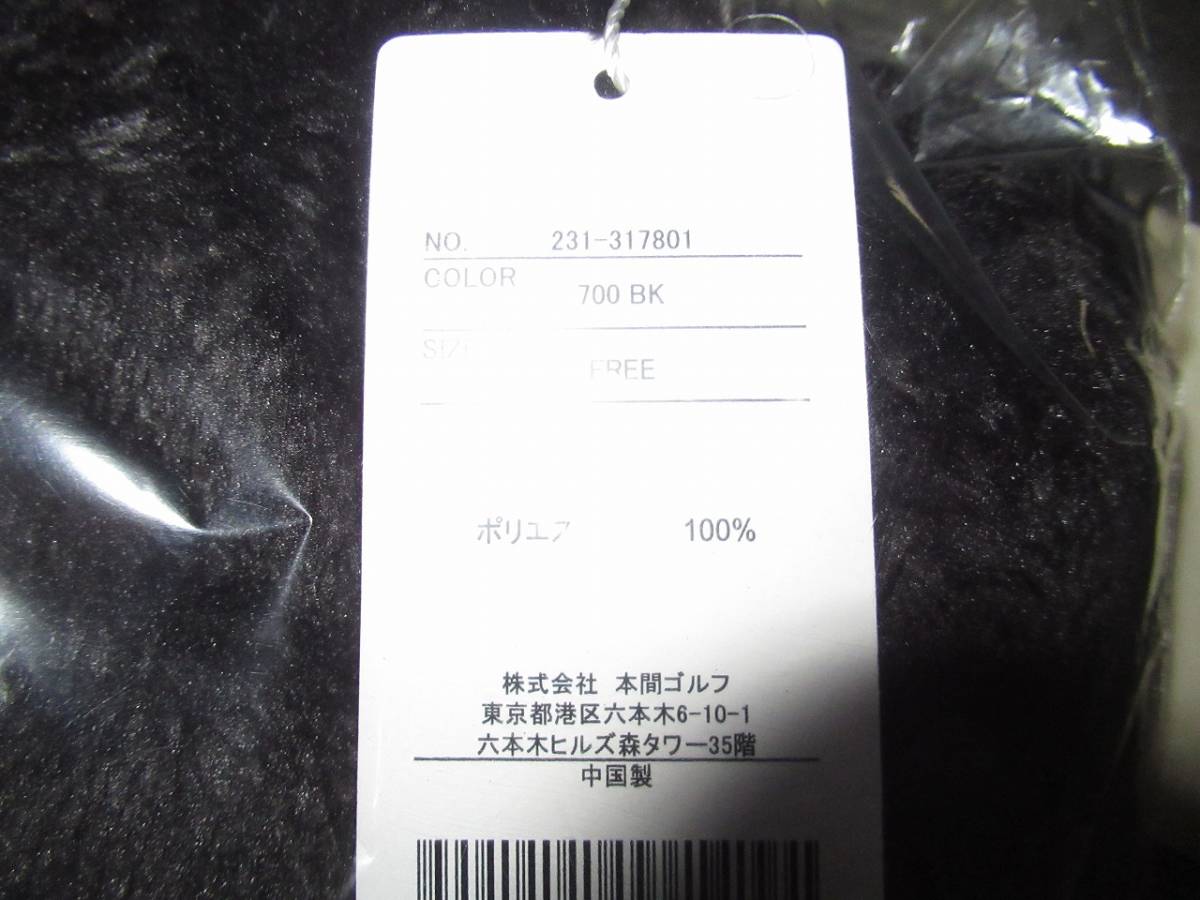 NO. 231-317801
COLOR 700 BK
SIZE FREE
ポリエス 100%
株式会社 本間ゴルフ
東京都港区六本木6-10-1
六本木ヒルズ森タワー35階
中国製